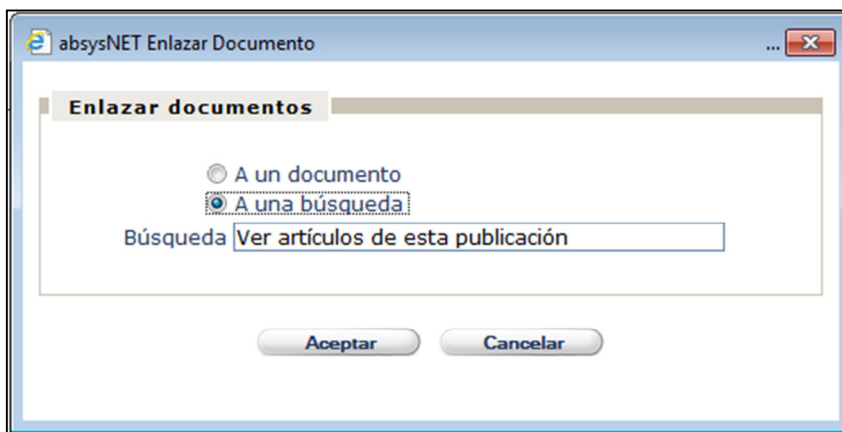 absysNET Enlazar Documento ...
Enlazar documentos
A un documento
A una búsqueda
Búsqueda Ver artículos de esta publicación
Aceptar Cancelar